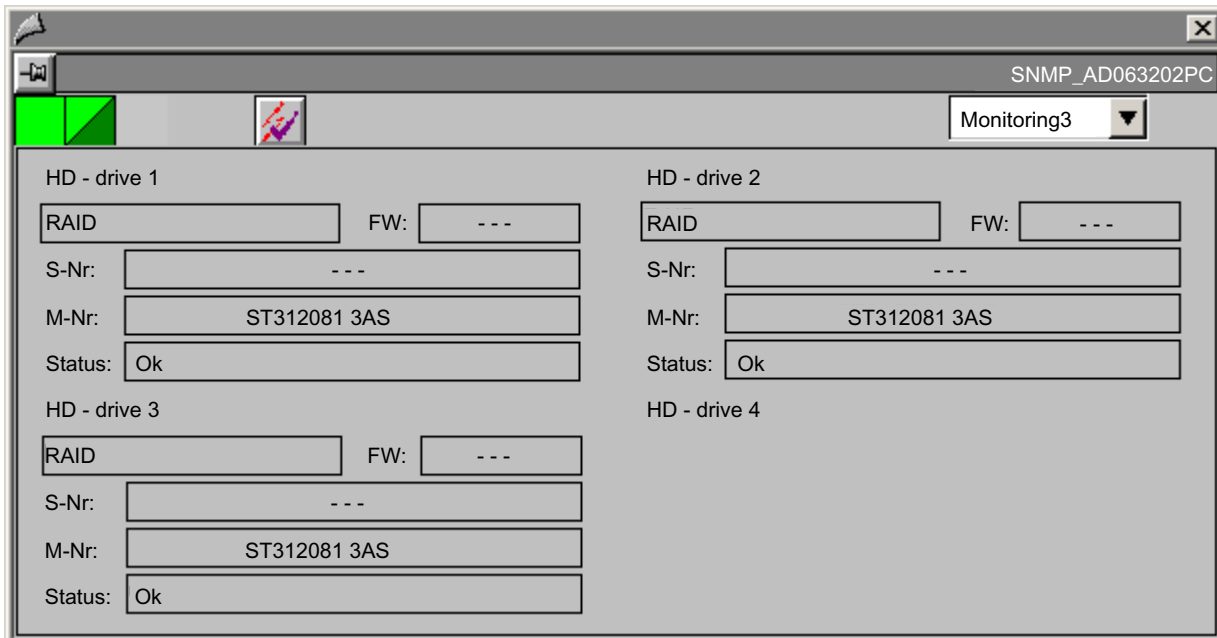 SNMP_AD063202PC
Monitoring3
HD - drive 1
RAID FW: - - -
S-Nr: - - -
M-Nr: ST312081 3AS
Status: Ok
HD - drive 2
RAID FW: - - -
S-Nr: - - -
M-Nr: ST312081 3AS
Status: Ok
HD - drive 3
RAID FW: - - -
S-Nr: - - -
M-Nr: ST312081 3AS
Status: Ok
HD - drive 4